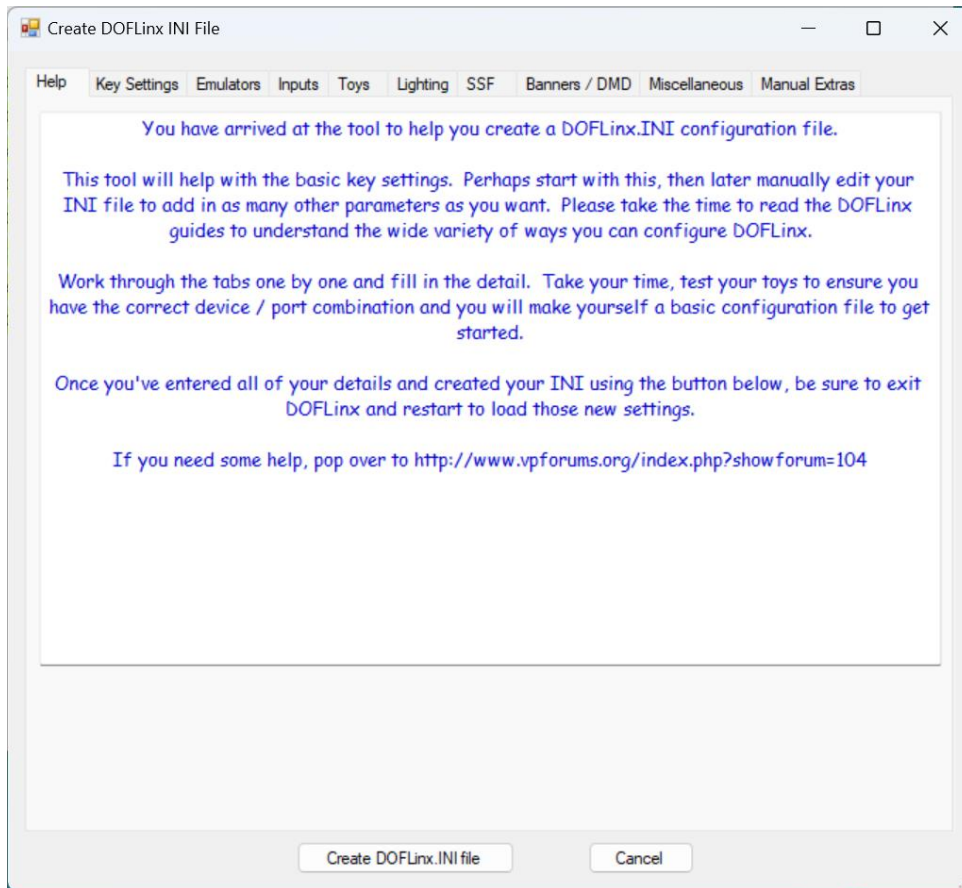 Create DOFLinx INI File
Help Key Settings Emulators Inputs Toys Lighting SSF Banners / DMD Miscellaneous Manual Extras
You have arrived at the tool to help you create a DOFLinx.INI configuration file.
This tool will help with the basic key settings. Perhaps start with this, then later manually edit your
INI file to add in as many other parameters as you want. Please take the time to read the DOFLinx
guides to understand the wide variety of ways you can configure DOFLinx.
Work through the tabs one by one and fill in the detail. Take your time, test your toys to ensure you
have the correct device / port combination and you will make yourself a basic configuration file to get
started.
Once you've entered all of your details and created your INI using the button below, be sure to exit
DOFLinx and restart to load those new settings.
If you need some help, pop over to http://www.vpforums.org/index.php?showforum=104
Create DOFLinx.INI file Cancel